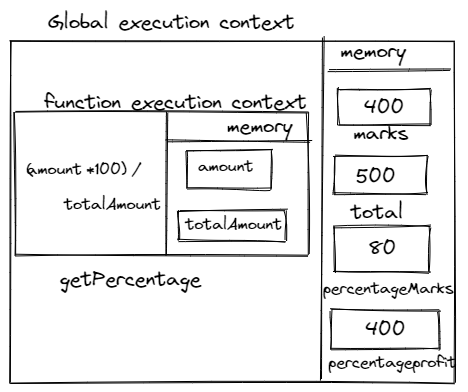 Global execution context
memory
400
marks
500
total
80
percentageMarks
400
percentageprofit
function execution context
memory
(amount *100) /
totalAmount
amount
totalAmount
getPercentage